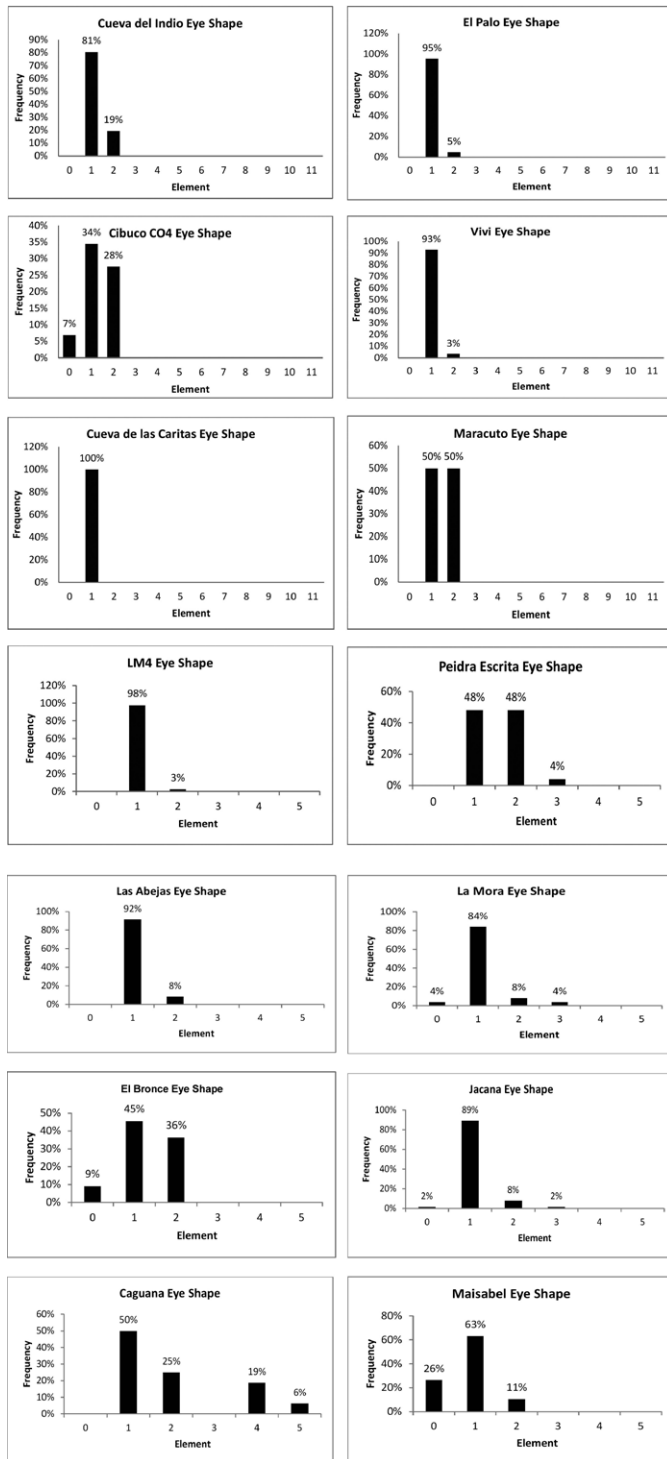 Cueva del Indio Eye Shape
90%
80%
70%
60%
50%
40%
30%
20%
10%
0%
Frequency
81%
19%
0 1 2 3 4 5 6 7 8 9 10 11
Element
El Palo Eye Shape
120%
100%
80%
60%
40%
20%
0%
Frequency
95%
5%
0 1 2 3 4 5 6 7 8 9 10 11
Element
Cibuco CO4 Eye Shape
40%
35%
30%
25%
20%
15%
10%
5%
0%
Frequency
7%
34%
28%
0 1 2 3 4 5 6 7 8 9 10 11
Element
Vivi Eye Shape
100%
90%
80%
70%
60%
50%
40%
30%
20%
10%
0%
Frequency
93%
3%
0 1 2 3 4 5 6 7 8 9 10 11
Element
Cueva de las Caritas Eye Shape
120%
100%
80%
60%
40%
20%
0%
Frequency
100%
0 1 2 3 4 5 6 7 8 9 10 11
Element
Maracuto Eye Shape
60%
50%
40%
30%
20%
10%
0%
Frequency
50% 50%
0 1 2 3 4 5 6 7 8 9 10 11
Element
LM4 Eye Shape
120%
100%
80%
60%
40%
20%
0%
Frequency
98%
3%
0 1 2 3 4 5
Element
Peidra Escrita Eye Shape
60%
40%
20%
0%
Frequency
48% 48%
4%
0 1 2 3 4 5
Element
Las Abejas Eye Shape
100%
80%
60%
40%
20%
0%
Frequency
92%
8%
0 1 2 3 4 5
Element
La Mora Eye Shape
100%
80%
60%
40%
20%
0%
Frequency
4%
84%
8%
4%
0 1 2 3 4 5
Element
El Bronce Eye Shape
50%
40%
30%
20%
10%
0%
Frequency
9%
45%
36%
0 1 2 3 4 5
Element
Jacana Eye Shape
100%
80%
60%
40%
20%
0%
Frequency
2%
89%
8%
2%
0 1 2 3 4 5
Element
Caguana Eye Shape
60%
50%
40%
30%
20%
10%
0%
Frequency
50%
25%
19%
6%
0 1 2 3 4 5
Element
Maisabel Eye Shape
80%
60%
40%
20%
0%
Frequency
26%
63%
11%
0 1 2 3 4 5
Element